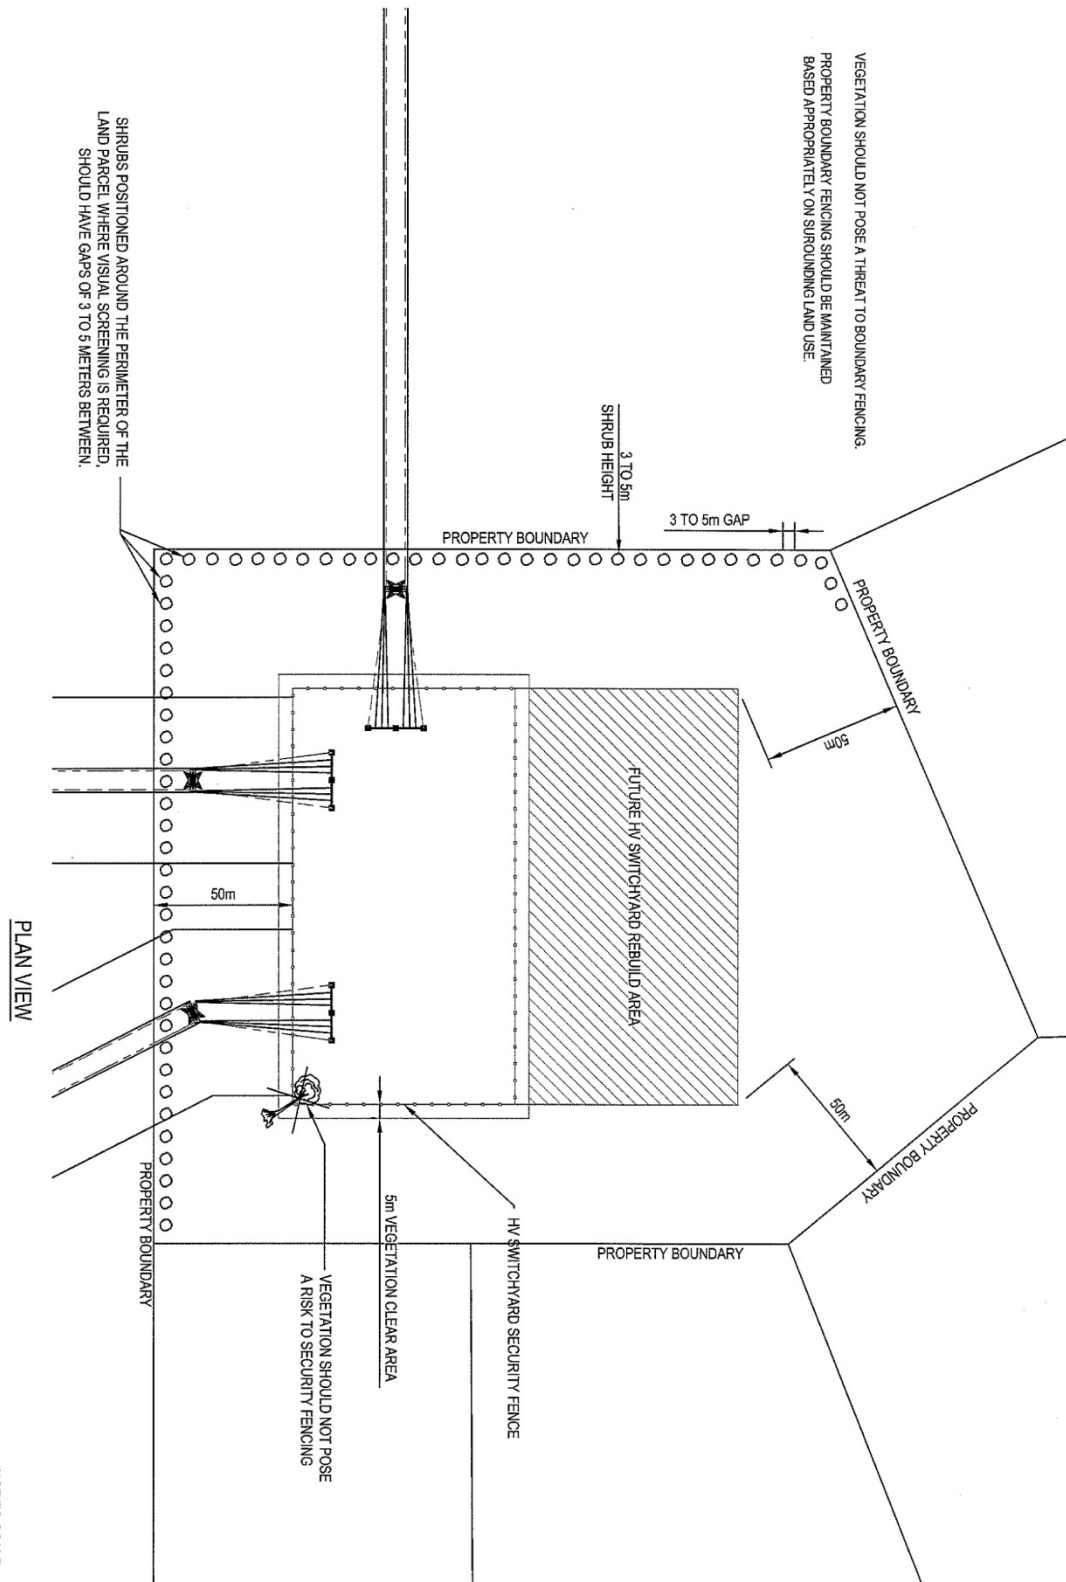 VEGETATION SHOULD NOT POSE A THREAT TO BOUNDARY FENCING.
PROPERTY BOUNDARY FENCING SHOULD BE MAINTAINED
BASED APPROPRIATELY ON SUROUNDING LAND USE.
SHRUBS POSITIONED AROUND THE PERIMETER OF THE
LAND PARCEL WHERE VISUAL SCREENING IS REQUIRED,
SHOULD HAVE GAPS OF 3 TO 5 METERS BETWEEN.
3 TO 5m
SHRUB HEIGHT
3 TO 5m GAP
PROPERTY BOUNDARY
PROPERTY BOUNDARY
50m
FUTURE HV SWITCHYARD REBUILD AREA
50m
50m
PROPERTY BOUNDARY
PROPERTY BOUNDARY
PROPERTY BOUNDARY
HV SWITCHYARD SECURITY FENCE
5m VEGETATION CLEAR AREA
VEGETATION SHOULD NOT POSE
A RISK TO SECURITY FENCING
PLAN VIEW